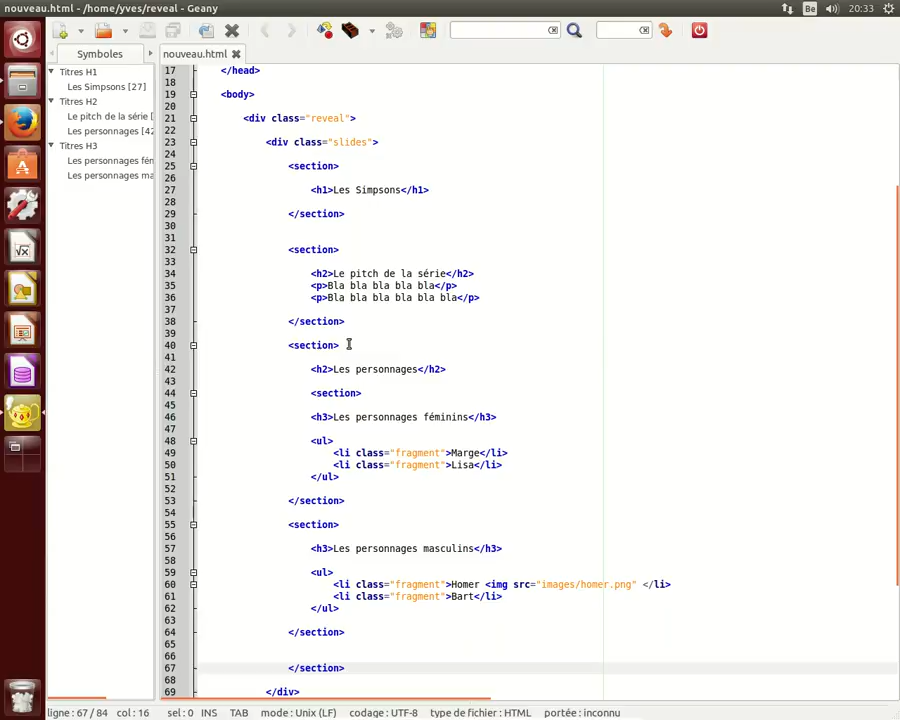 nouveau.html - /home/yves/reveal - Geany
Be
20:33
Symboles
nouveau.html
Titres H1
Les Simpsons [27]
Titres H2
Le pitch de la série [
Les personnages [42
Titres H3
Les personnages fén
Les personnages ma
17 </head>
18
19 <body>
20
21 <div class="reveal">
22
23 <div class="slides">
24
25 <section>
26
27 <h1>Les Simpsons</h1>
28
29 </section>
30
31
32 <section>
33
34 <h2>Le pitch de la série</h2>
35 <p>Bla bla bla bla bla</p>
36 <p>Bla bla bla bla bla bla</p>
37
38 </section>
39
40 <section>
41
42 <h2>Les personnages</h2>
43
44 <section>
45
46 <h3>Les personnages féminins</h3>
47
48 <ul>
49 <li class="fragment">Marge</li>
50 <li class="fragment">Lisa</li>
51 </ul>
52
53 </section>
54
55 <section>
56
57 <h3>Les personnages masculins</h3>
58
59 <ul>
60 <li class="fragment">Homer <img src="images/homer.png" </li>
61 <li class="fragment">Bart</li>
62 </ul>
63
64 </section>
65
66
67 </section>
68
69 </div>
ligne : 67 / 84 col : 16 sel : 0 INS TAB mode : Unix (LF) codage : UTF-8 type de fichier : HTML portée : inconnu